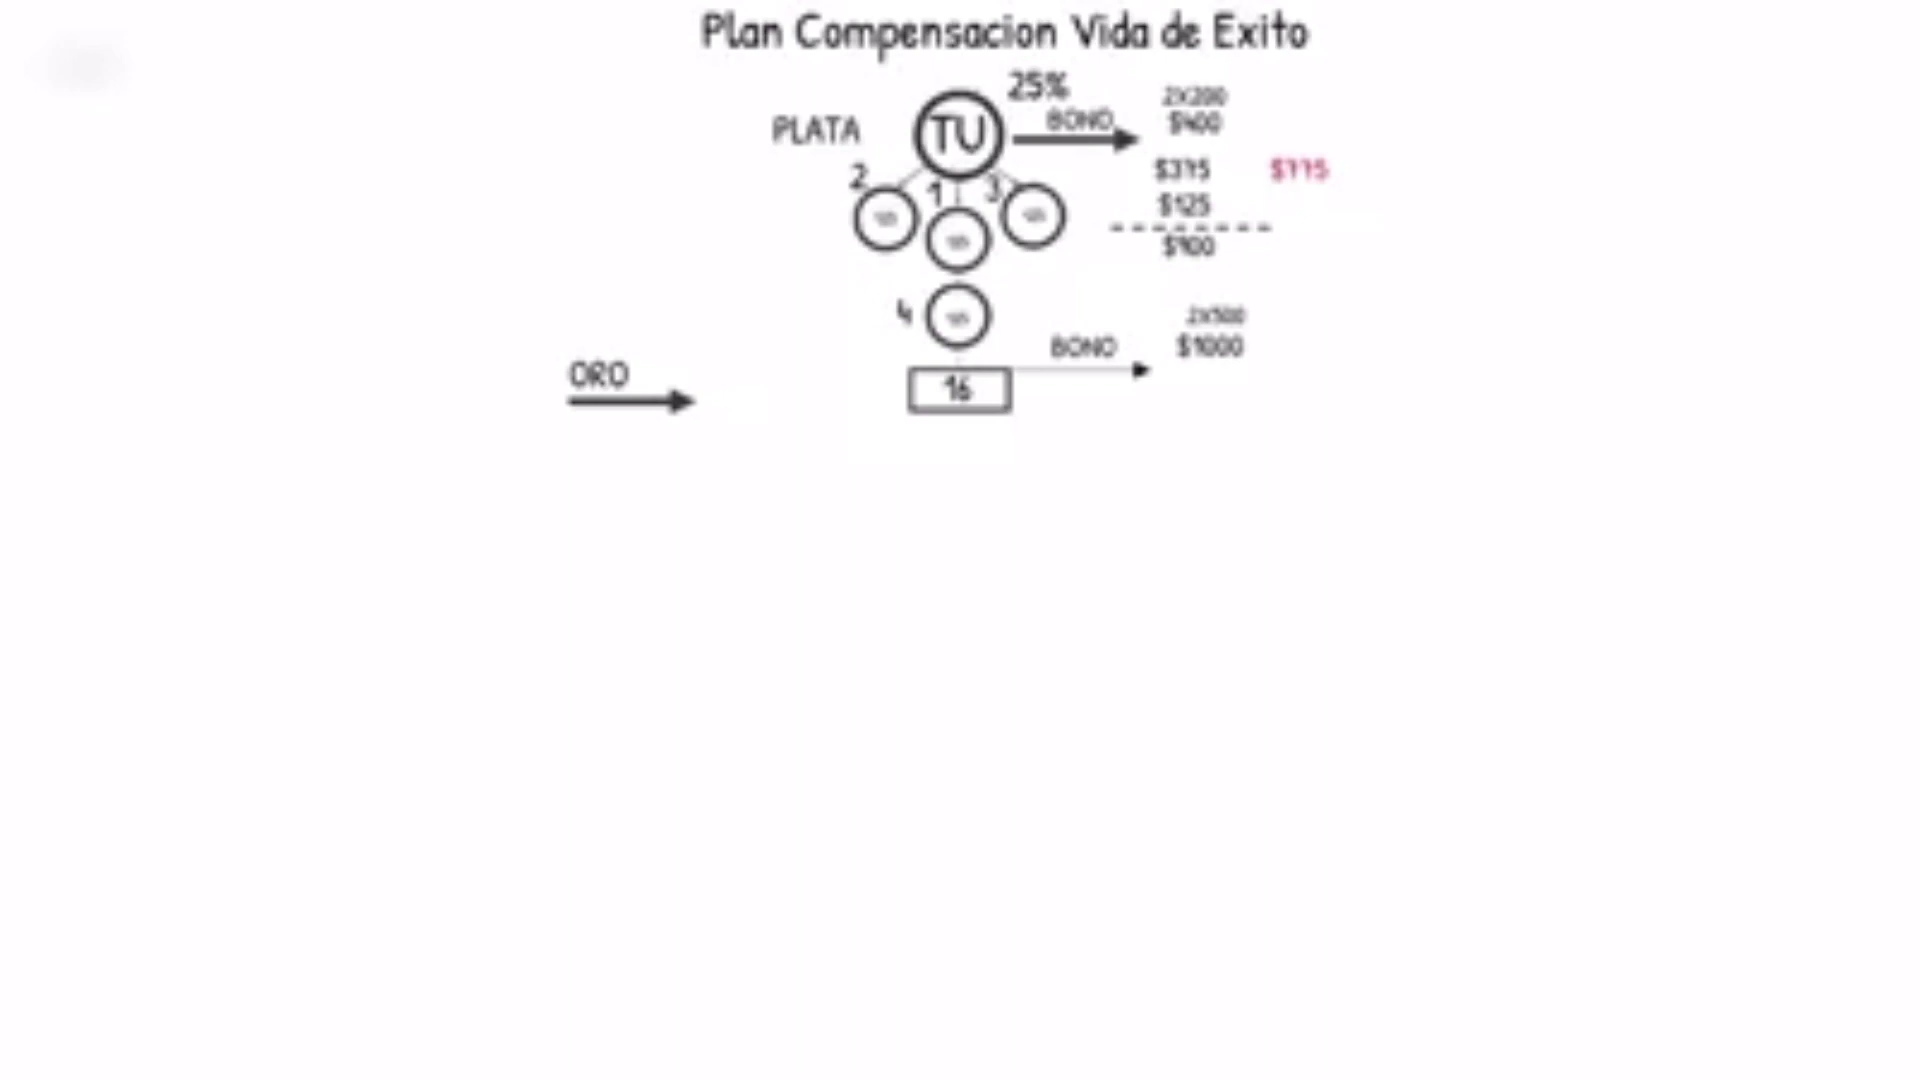 Plan Compensacion Vida de Exito
25%
2X200
BONO
$400
PLATA
TU
$375
$775
2
1
3
$125
$900
4
2X500
BONO
$1000
ORO
16